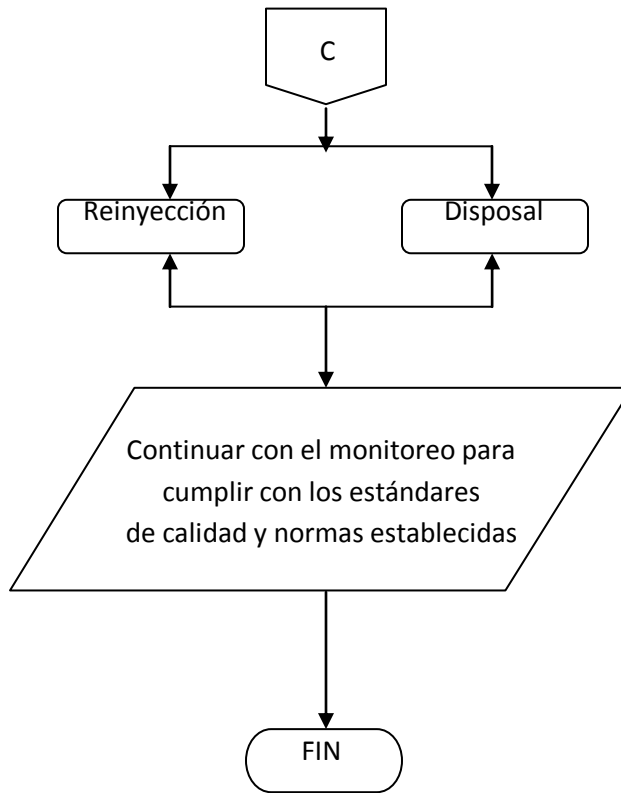 C
Reinyección
Disposal
Continuar con el monitoreo para
cumplir con los estándares
de calidad y normas establecidas
FIN